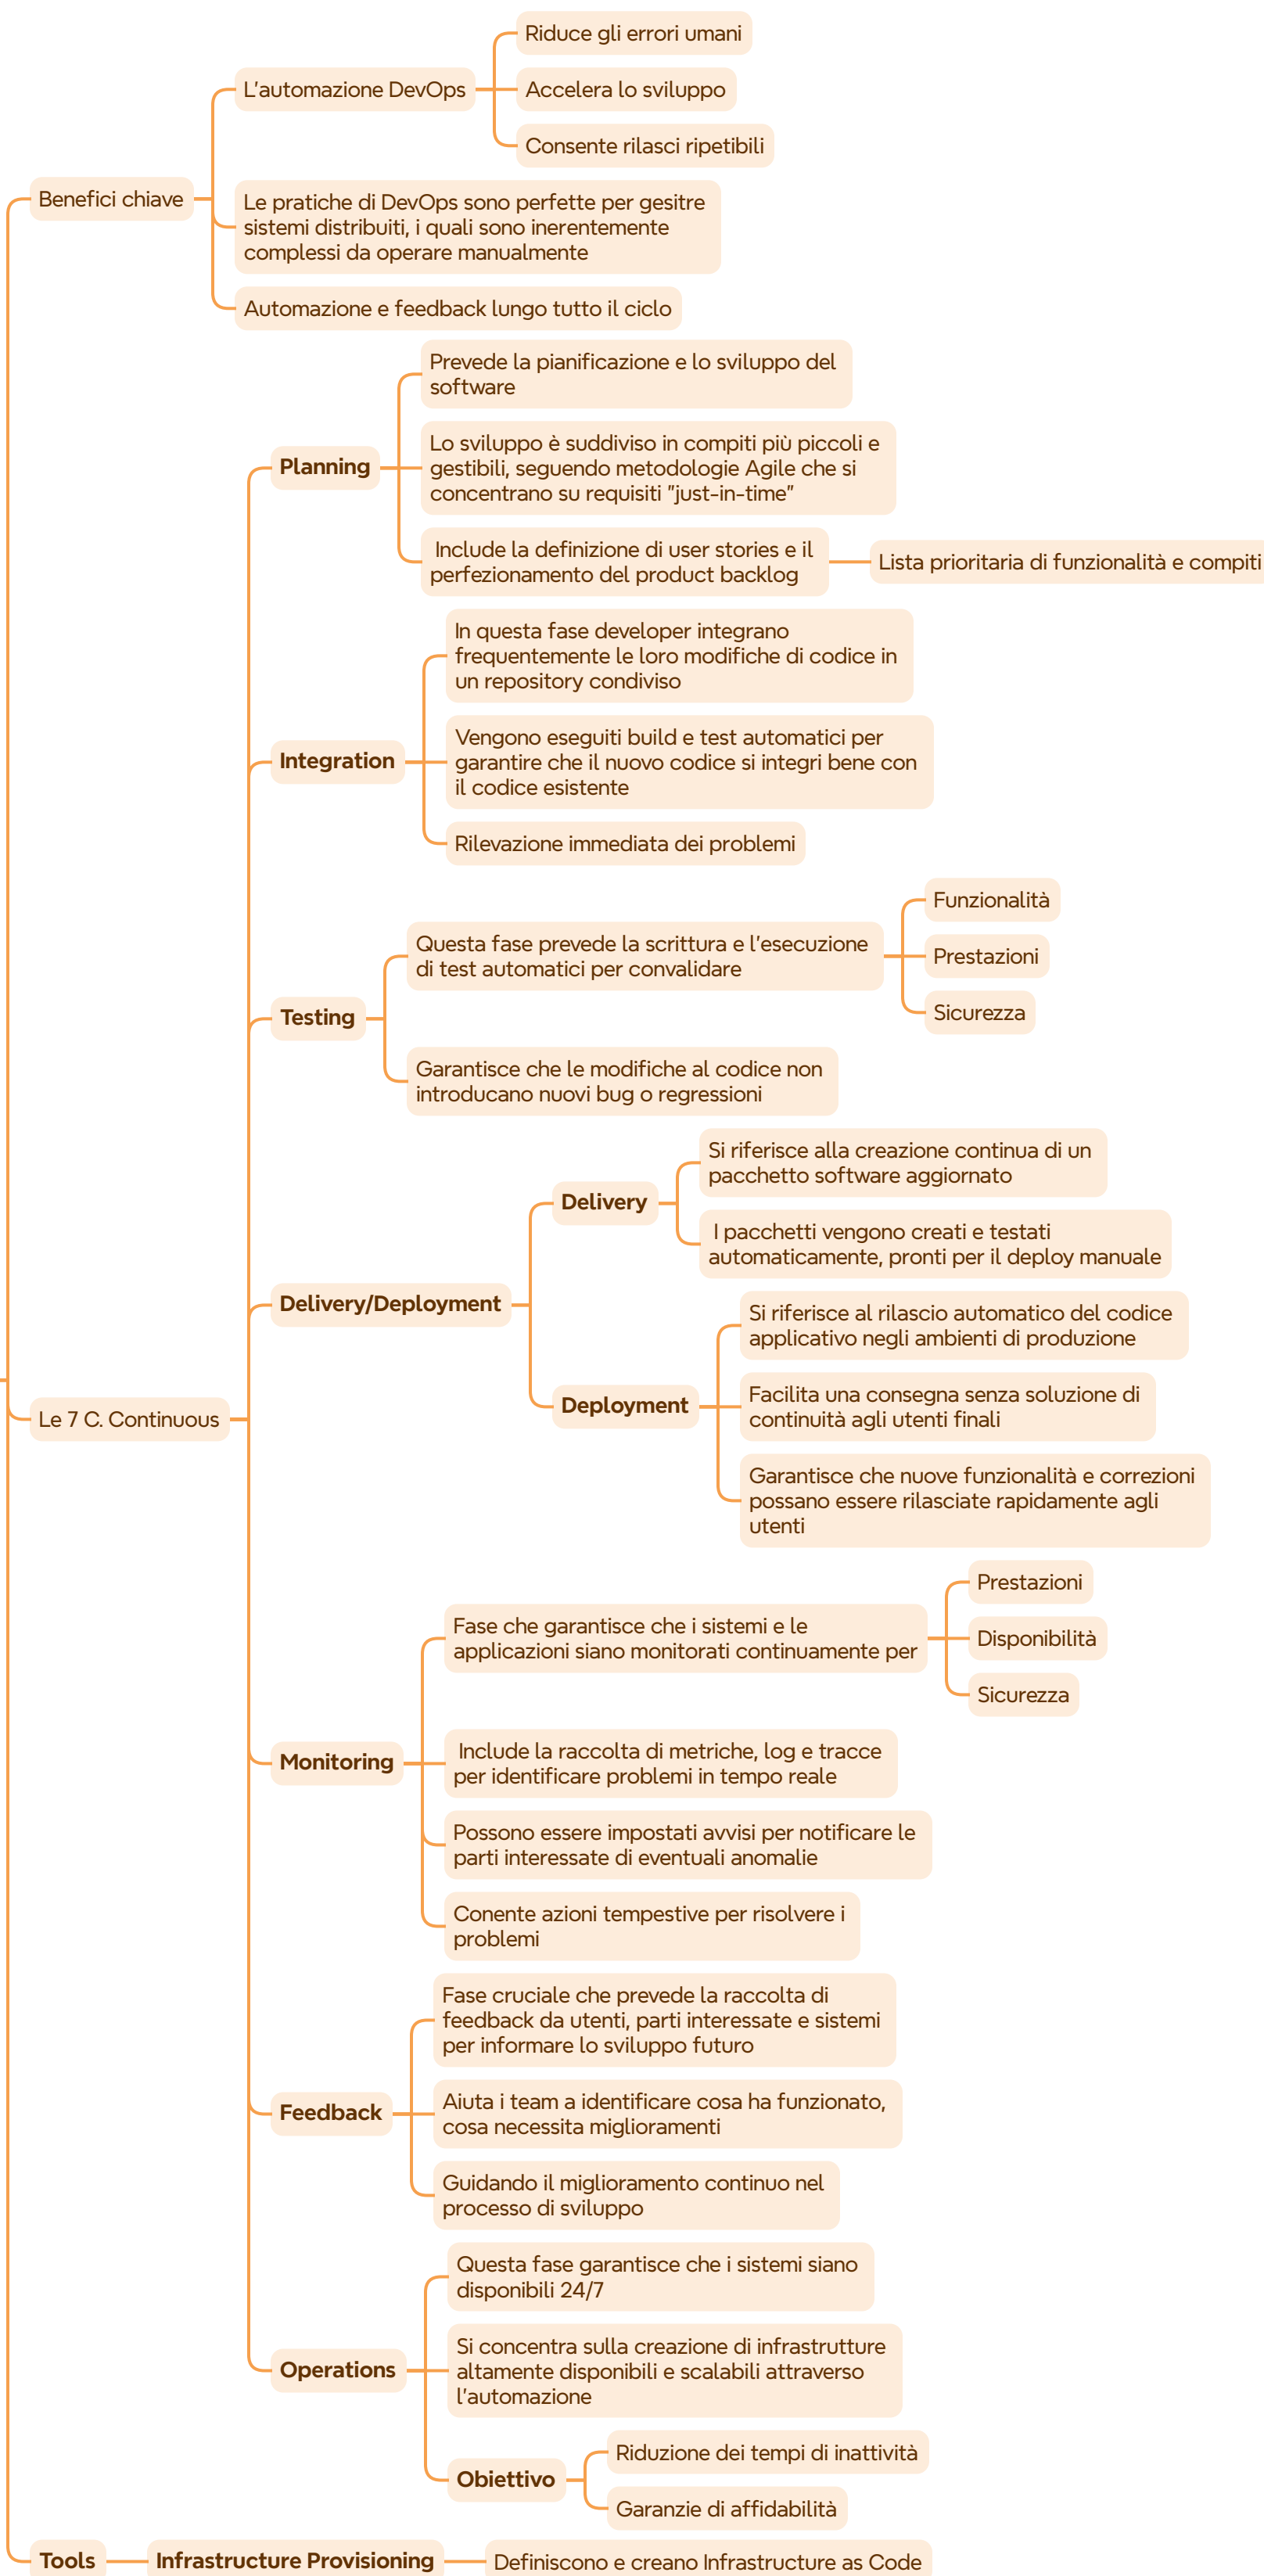 Benefici chiave
L'automazione DevOps
Riduce gli errori umani
Accelera lo sviluppo
Consente rilasci ripetibili
Le pratiche di DevOps sono perfette per gesitre
sistemi distribuiti, i quali sono inerentemente
complessi da operare manualmente
Automazione e feedback lungo tutto il ciclo
Le 7 C. Continuous
Planning
Prevede la pianificazione e lo sviluppo del
software
Lo sviluppo è suddiviso in compiti più piccoli e
gestibili, seguendo metodologie Agile che si
concentrano su requisiti "just-in-time"
Include la definizione di user stories e il
perfezionamento del product backlog
Lista prioritaria di funzionalità e compiti
Integration
In questa fase developer integrano
frequentemente le loro modifiche di codice in
un repository condiviso
Vengono eseguiti build e test automatici per
garantire che il nuovo codice si integri bene con
il codice esistente
Rilevazione immediata dei problemi
Testing
Questa fase prevede la scrittura e l'esecuzione
di test automatici per convalidare
Funzionalità
Prestazioni
Sicurezza
Garantisce che le modifiche al codice non
introducano nuovi bug o regressioni
Delivery/Deployment
Delivery
Si riferisce alla creazione continua di un
pacchetto software aggiornato
I pacchetti vengono creati e testati
automaticamente, pronti per il deploy manuale
Deployment
Si riferisce al rilascio automatico del codice
applicativo negli ambienti di produzione
Facilita una consegna senza soluzione di
continuità agli utenti finali
Garantisce che nuove funzionalità e correzioni
possano essere rilasciate rapidamente agli
utenti
Monitoring
Fase che garantisce che i sistemi e le
applicazioni siano monitorati continuamente per
Prestazioni
Disponibilità
Sicurezza
Include la raccolta di metriche, log e tracce
per identificare problemi in tempo reale
Possono essere impostati avvisi per notificare le
parti interessate di eventuali anomalie
Conente azioni tempestive per risolvere i
problemi
Feedback
Fase cruciale che prevede la raccolta di
feedback da utenti, parti interessate e sistemi
per informare lo sviluppo futuro
Aiuta i team a identificare cosa ha funzionato,
cosa necessita miglioramenti
Guidando il miglioramento continuo nel
processo di sviluppo
Operations
Questa fase garantisce che i sistemi siano
disponibili 24/7
Si concentra sulla creazione di infrastrutture
altamente disponibili e scalabili attraverso
l'automazione
Obiettivo
Riduzione dei tempi di inattività
Garanzie di affidabilità
Tools
Infrastructure Provisioning
Definiscono e creano Infrastructure as Code